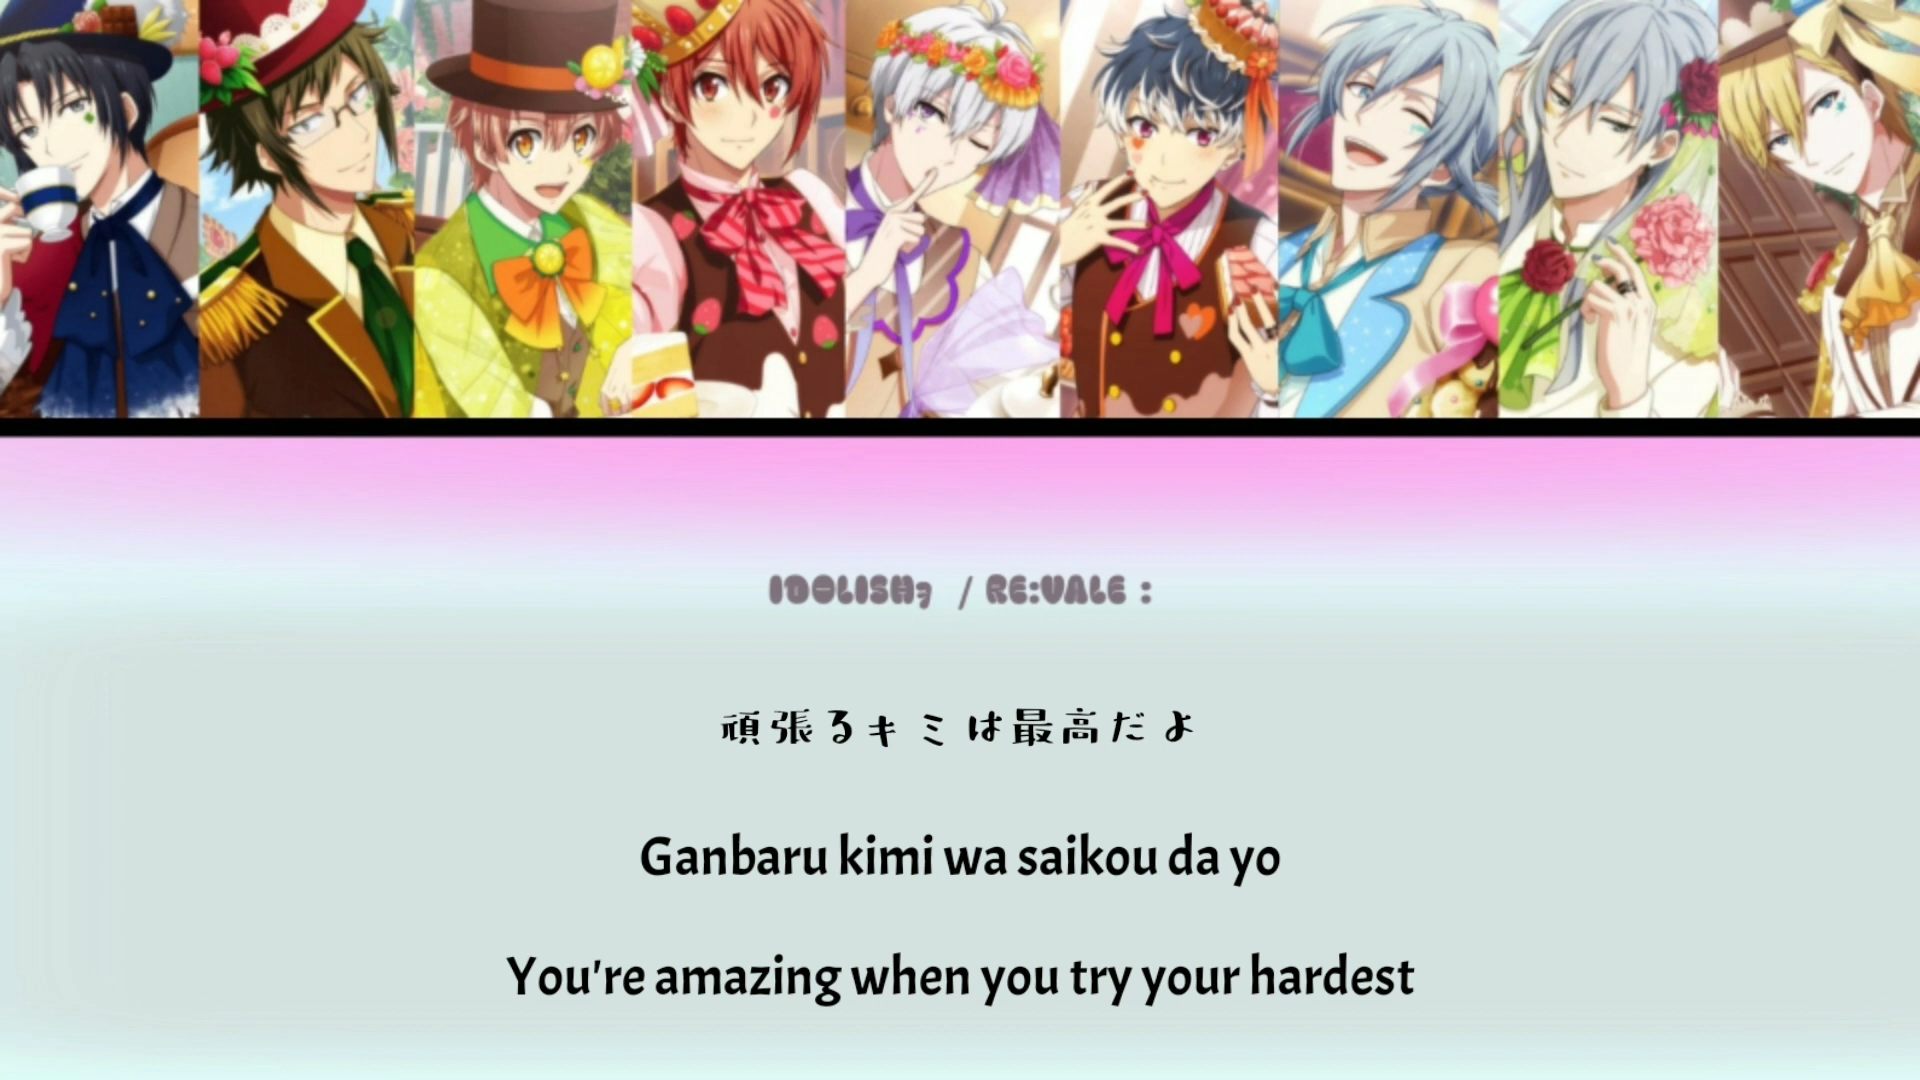 IDOLISH7 / RE:VALE :
頑張るキミは最高だよ
Ganbaru kimi wa saikou da yo
You're amazing when you try your hardest